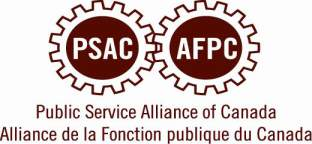 PSAC AFPC
Public Service Alliance of Canada
Alliance de la Fonction publique du Canada